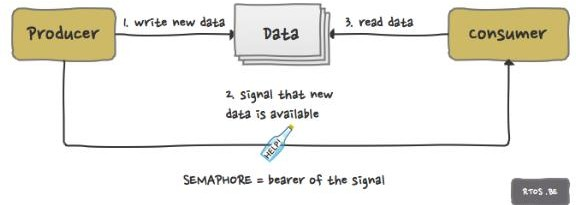 Producer
1. write new data
Data
3. read data
Consumer
2. signal that new
data is available
HELP!
SEMAPHORE = bearer of the signal
RTOS.BE